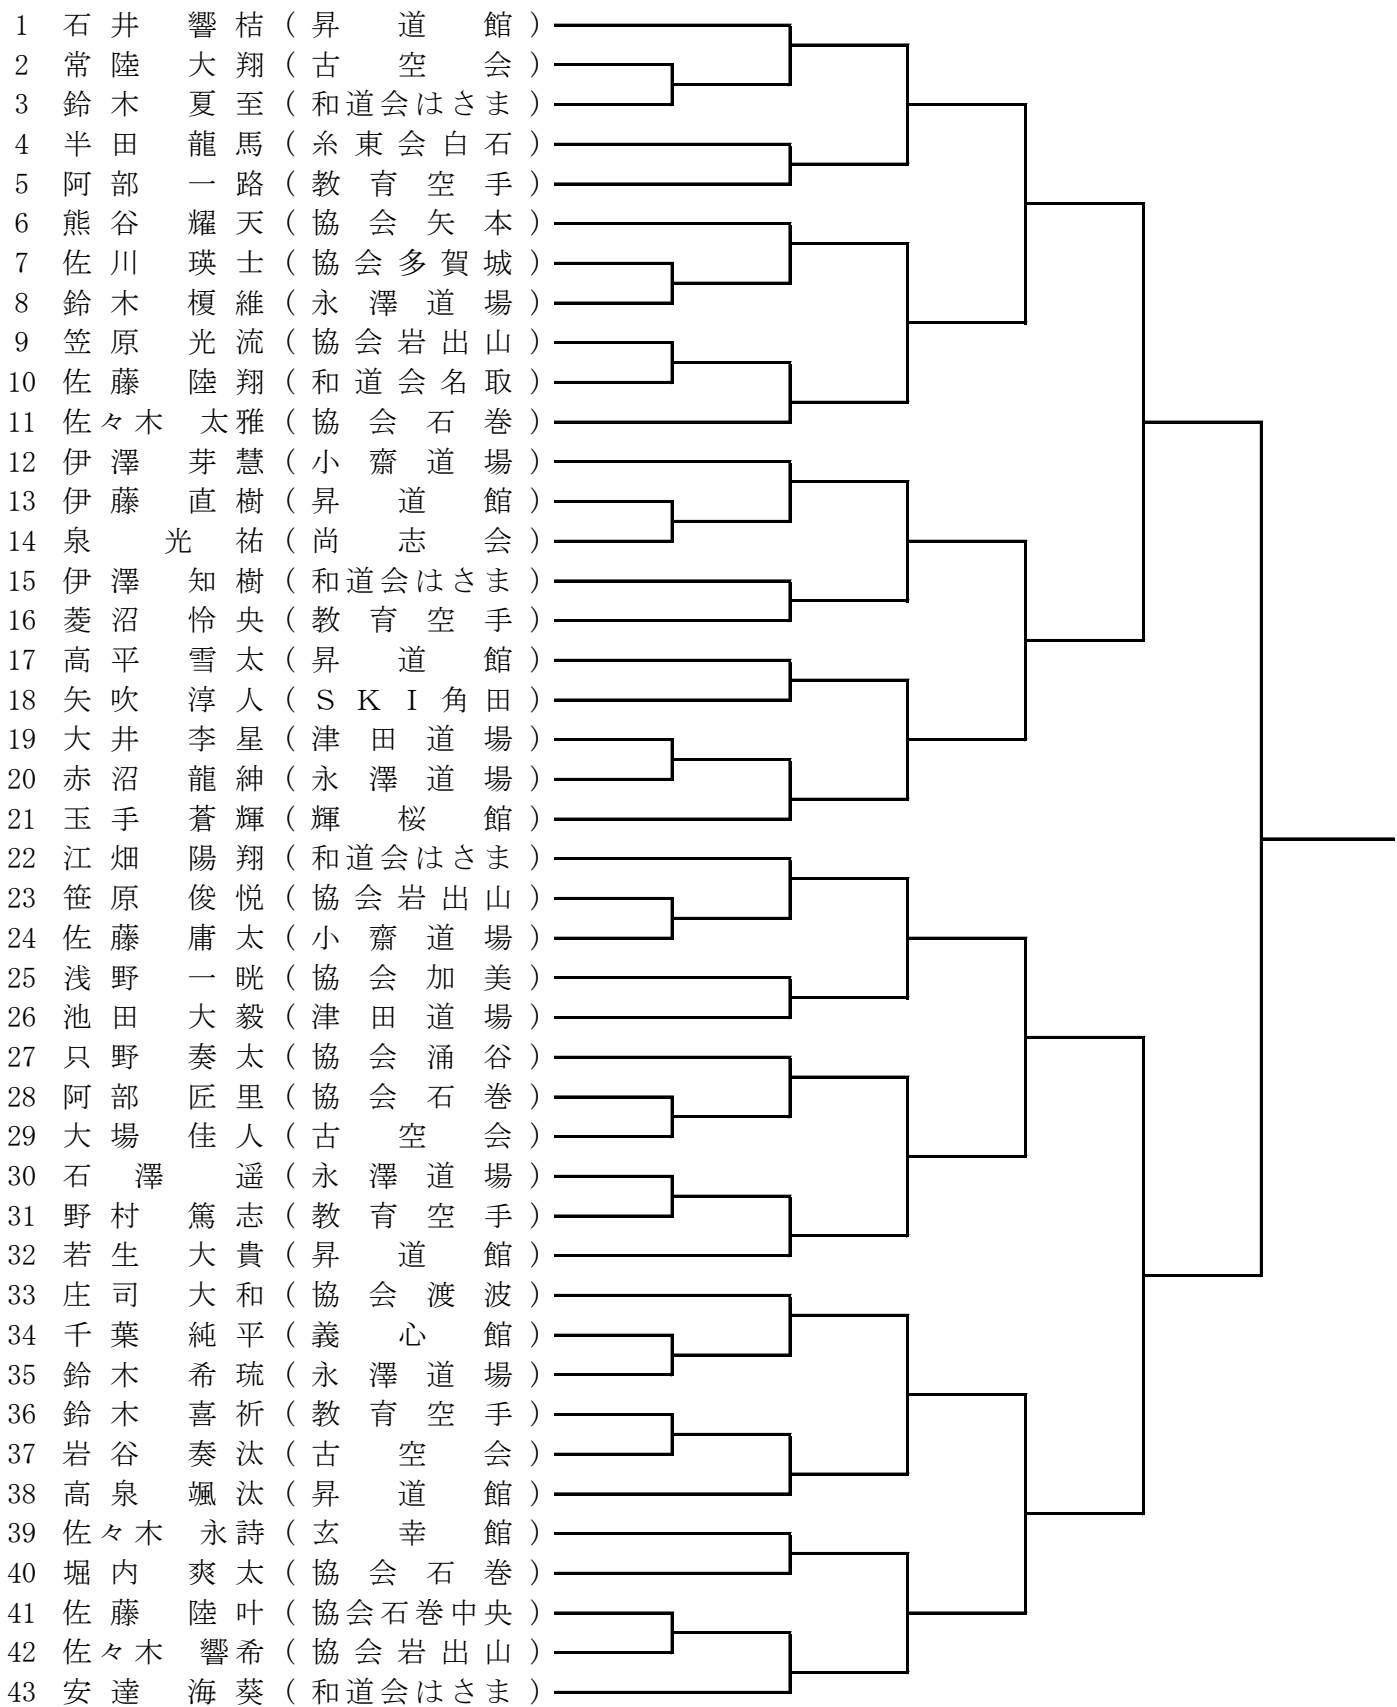 1 石井 響桔（昇道館）
2 常陸 大翔（古空会）
3 鈴木 夏至（和道会はさま）
4 半田 龍馬（糸東会白石）
5 阿部 一路（教育空手）
6 熊谷 耀天（協会矢本）
7 佐川 瑛士（協会多賀城）
8 鈴木 榎維（永澤道場）
9 笠原 光流（協会岩出山）
10 佐藤 陸翔（和道会名取）
11 佐々木 太雅（協会石巻）
12 伊澤 芽慧（小齋道場）
13 伊藤 直樹（昇道館）
14 泉 光祐（尚志会）
15 伊澤 知樹（和道会はさま）
16 菱沼 怜央（教育空手）
17 高平 雪太（昇道館）
18 矢吹 淳人（ＳＫＩ角田）
19 大井 李星（津田道場）
20 赤沼 龍紳（永澤道場）
21 玉手 蒼輝（輝桜館）
22 江畑 陽翔（和道会はさま）
23 笹原 俊悦（協会岩出山）
24 佐藤 庸太（小齋道場）
25 浅野 一晄（協会加美）
26 池田 大毅（津田道場）
27 只野 奏太（協会涌谷）
28 阿部 匠里（協会石巻）
29 大場 佳人（古空会）
30 石澤 遥（永澤道場）
31 野村 篤志（教育空手）
32 若生 大貴（昇道館）
33 庄司 大和（協会渡波）
34 千葉 純平（義心館）
35 鈴木 希琉（永澤道場）
36 鈴木 喜祈（教育空手）
37 岩谷 奏汰（古空会）
38 高泉 颯汰（昇道館）
39 佐々木 永詩（玄幸館）
40 堀内 爽太（協会石巻）
41 佐藤 陸叶（協会石巻中央）
42 佐々木 響希（協会岩出山）
43 安達 海葵（和道会はさま）